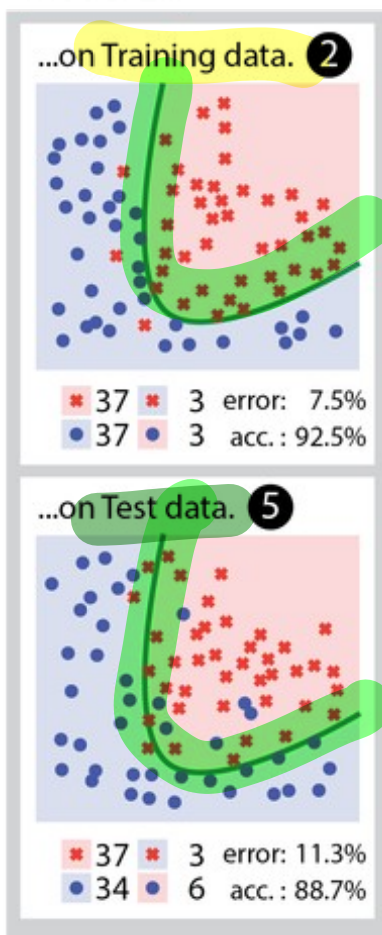 ...on Training data. 2
37 3 error: 7.5%
37 3 acc. : 92.5%
...on Test data. 5
37 3 error: 11.3%
34 6 acc. : 88.7%